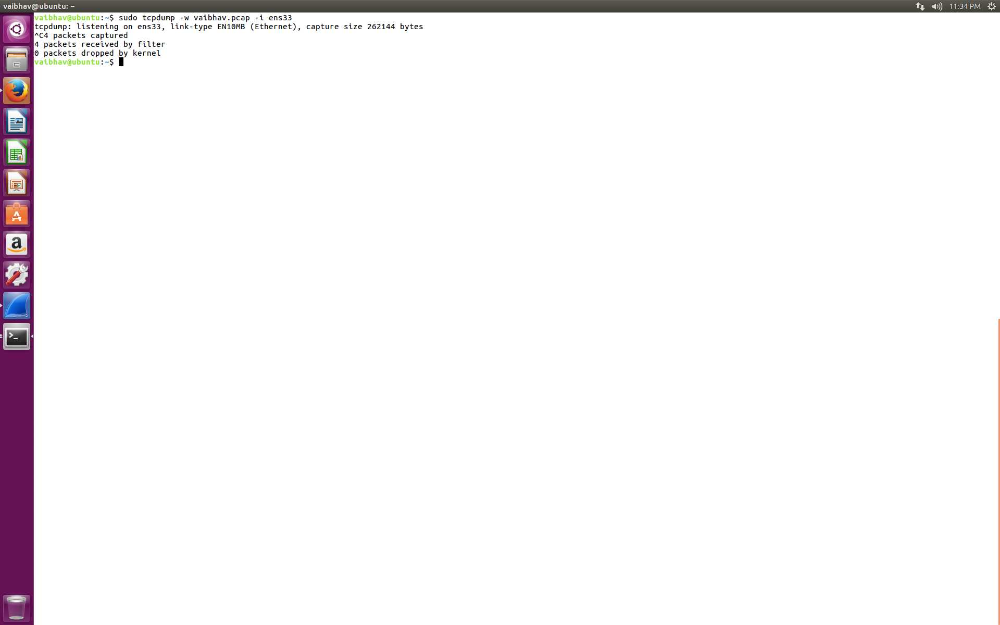 vaibhav@ubuntu: ~
11:34 PM
vaibhav@ubuntu:~$ sudo tcpdump -w vaibhav.pcap -i ens33
tcpdump: listening on ens33, link-type EN10MB (Ethernet), capture size 262144 bytes
^C4 packets captured
4 packets received by filter
0 packets dropped by kernel
vaibhav@ubuntu:~$
A
a
>_